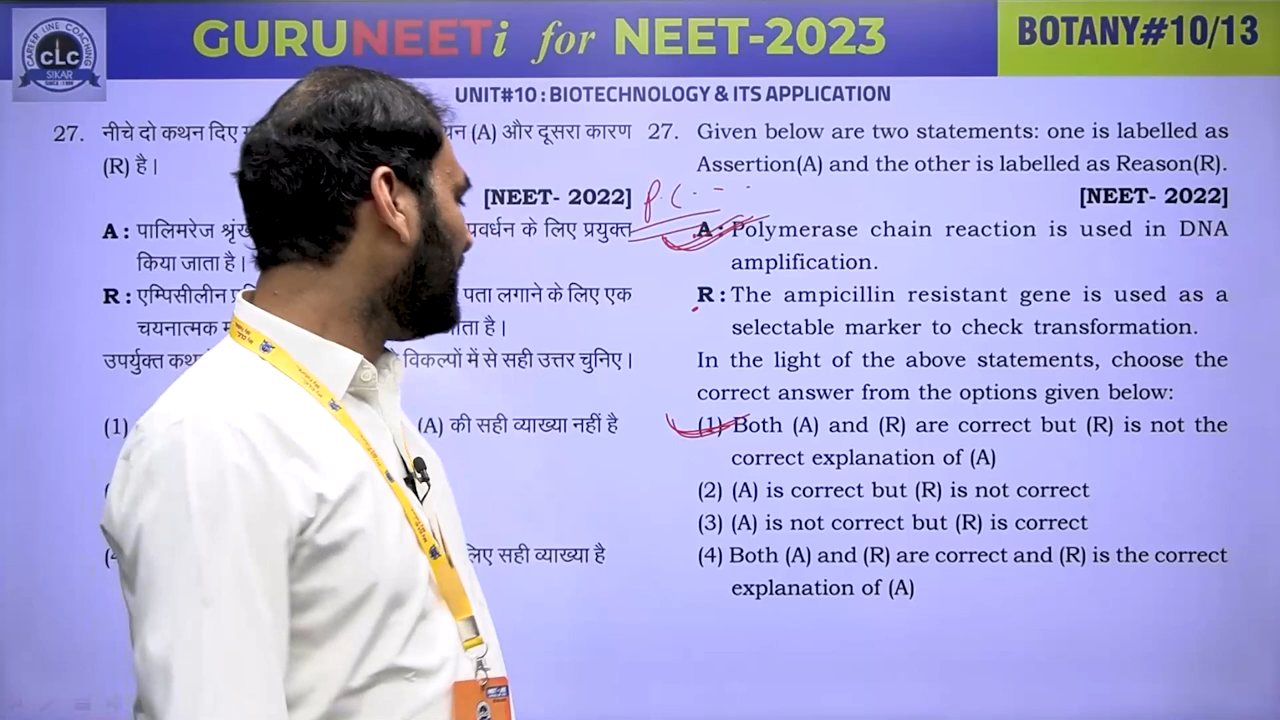 CAREER LINE COACHING
CLC
SIKAR
SINCE : 1996
GURUNEETi for NEET-2023
BOTANY#10/13
UNIT#10 : BIOTECHNOLOGY & ITS APPLICATION
27. नीचे दो कथन दिए (A) और दूसरा कारण
(R) है।
[NEET- 2022]
A : पालिमरेज प्रवर्धन के लिए प्रयुक्त
किया जाता है।
R : एम्पिसीलीन पता लगाने के लिए एक
चयनात्मक
उपर्युक्त विकल्पों में से सही उत्तर चुनिए।
(1) (A) की सही व्याख्या नहीं है
लिए सही व्याख्या है
27. Given below are two statements: one is labelled as
Assertion(A) and the other is labelled as Reason(R).
[NEET- 2022]
P.C
A : Polymerase chain reaction is used in DNA
amplification.
R : The ampicillin resistant gene is used as a
selectable marker to check transformation.
In the light of the above statements, choose the
correct answer from the options given below:
(1) Both (A) and (R) are correct but (R) is not the
correct explanation of (A)
(2) (A) is correct but (R) is not correct
(3) (A) is not correct but (R) is correct
(4) Both (A) and (R) are correct and (R) is the correct
explanation of (A)